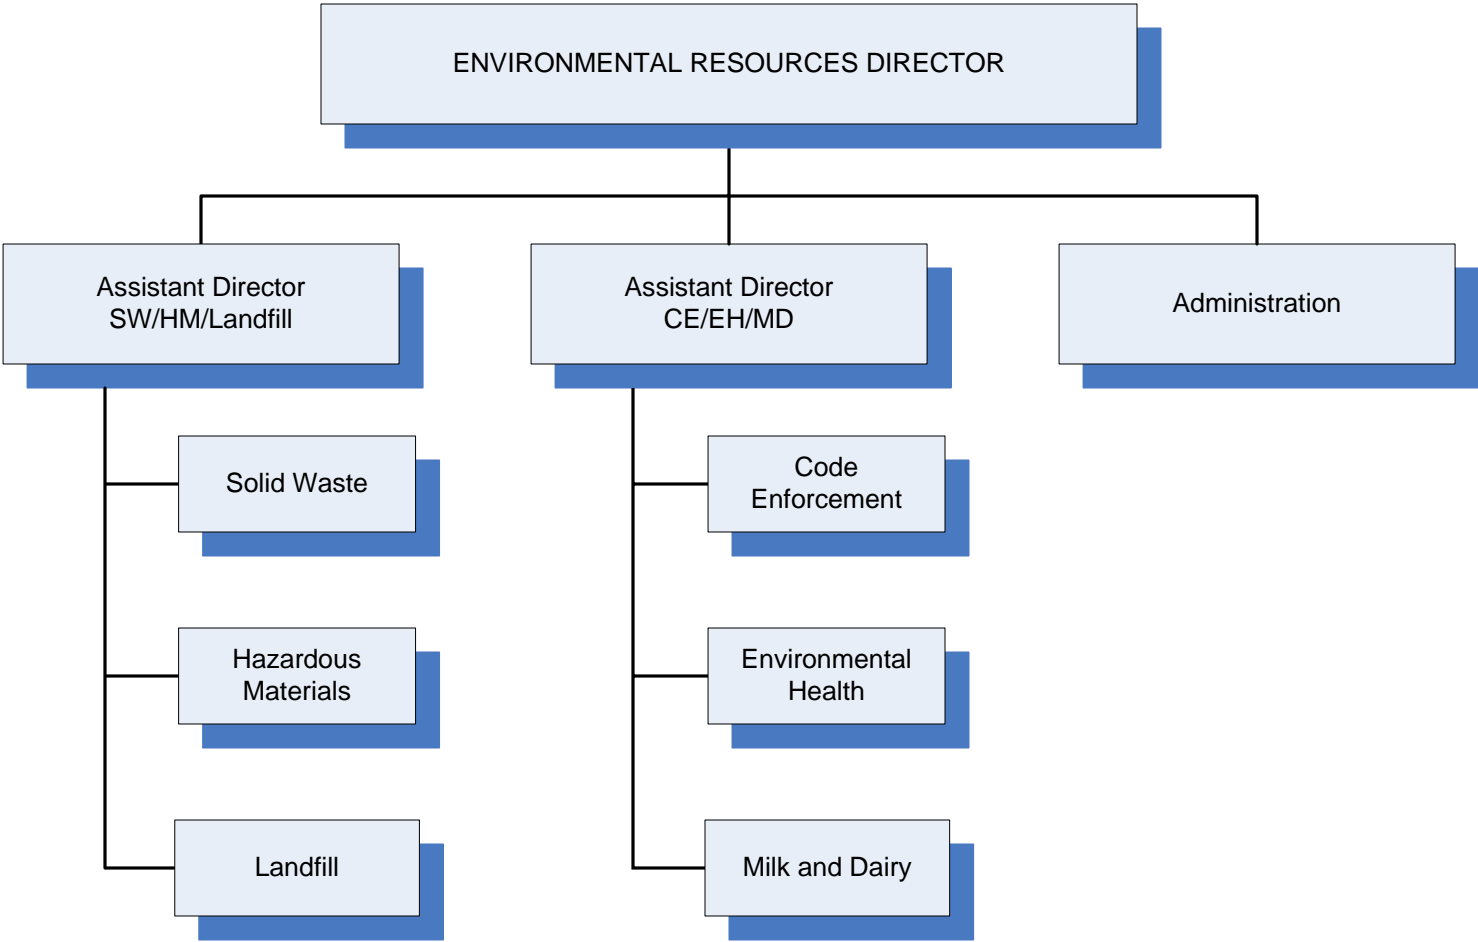 ENVIRONMENTAL RESOURCES DIRECTOR
Assistant Director
SW/HM/Landfill
Assistant Director
CE/EH/MD
Administration
Solid Waste
Code
Enforcement
Hazardous
Materials
Environmental
Health
Landfill
Milk and Dairy